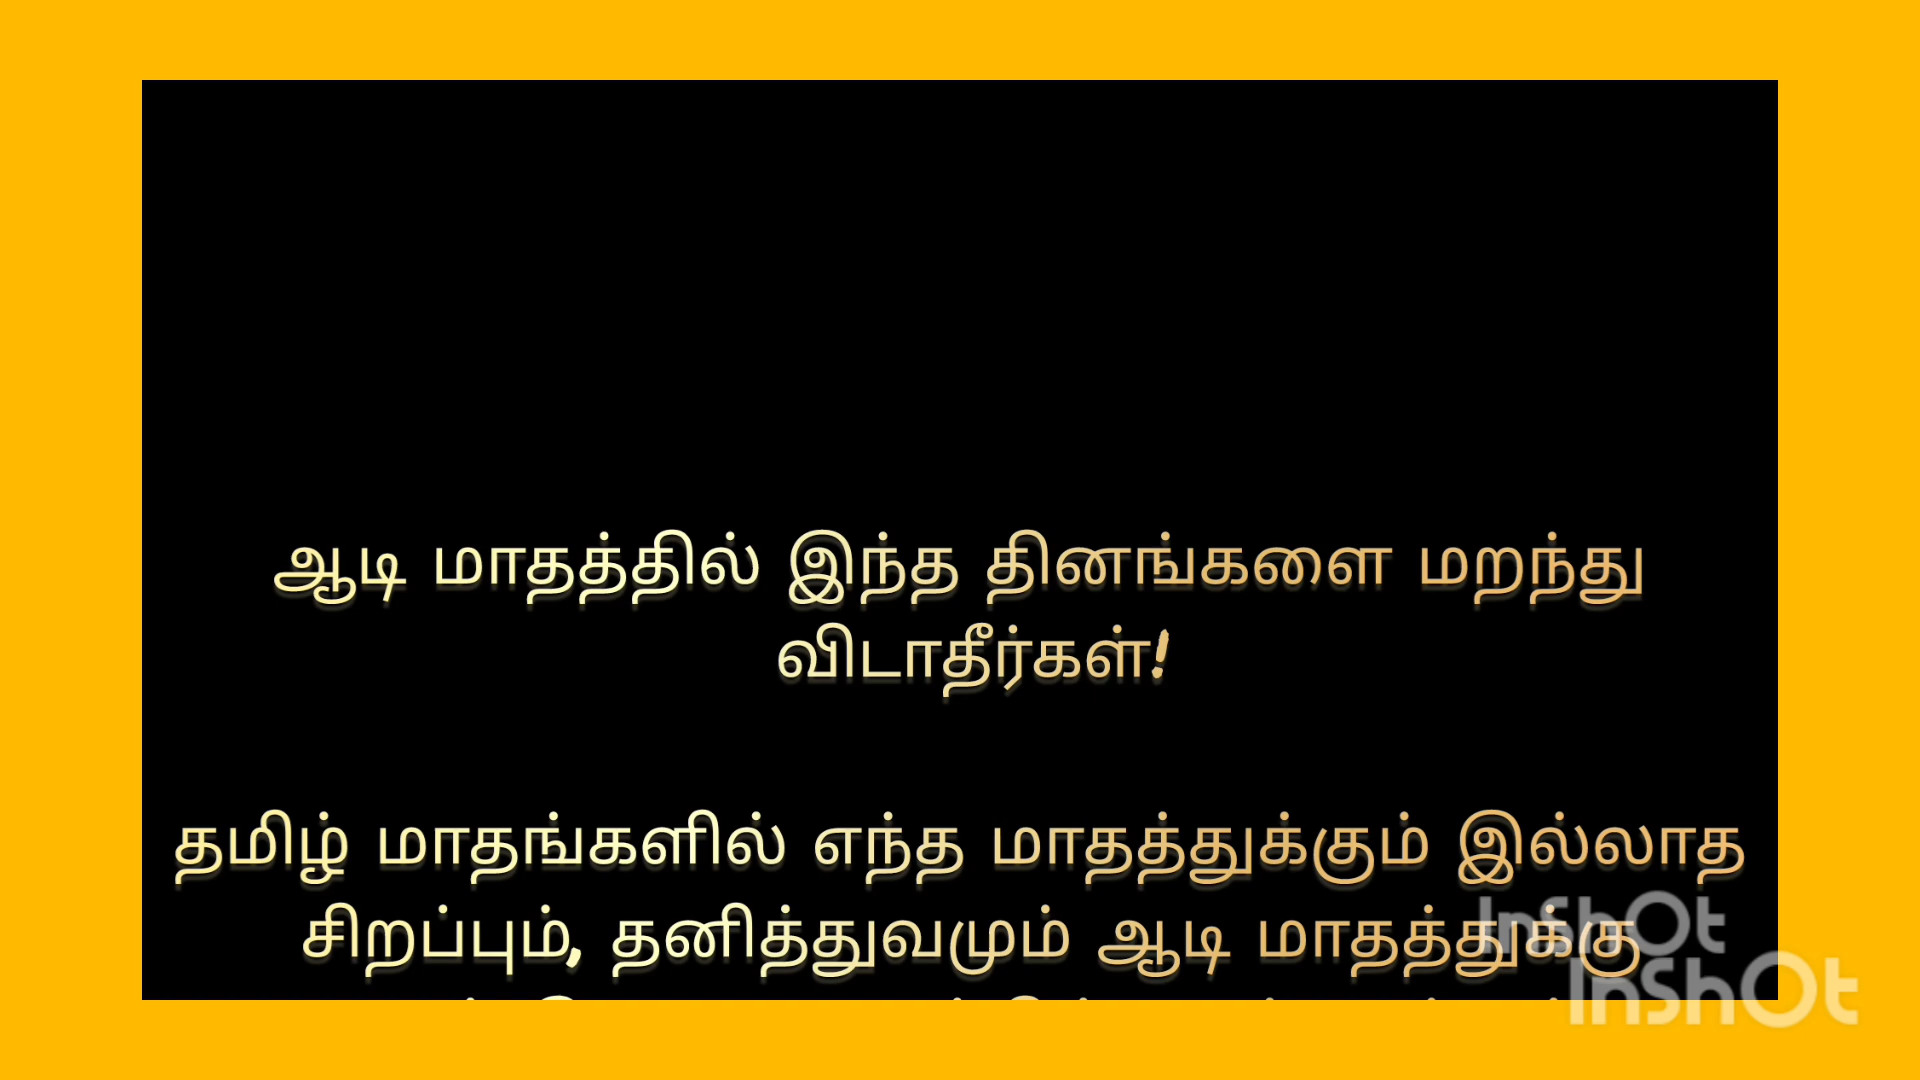 ஆடி மாதத்தில் இந்த தினங்களை மறந்து
விடாதீர்கள்!
தமிழ் மாதங்களில் எந்த மாதத்துக்கும் இல்லாத
சிறப்பும், தனித்துவமும் ஆடி மாதத்துக்கு
InShOt
InShOt